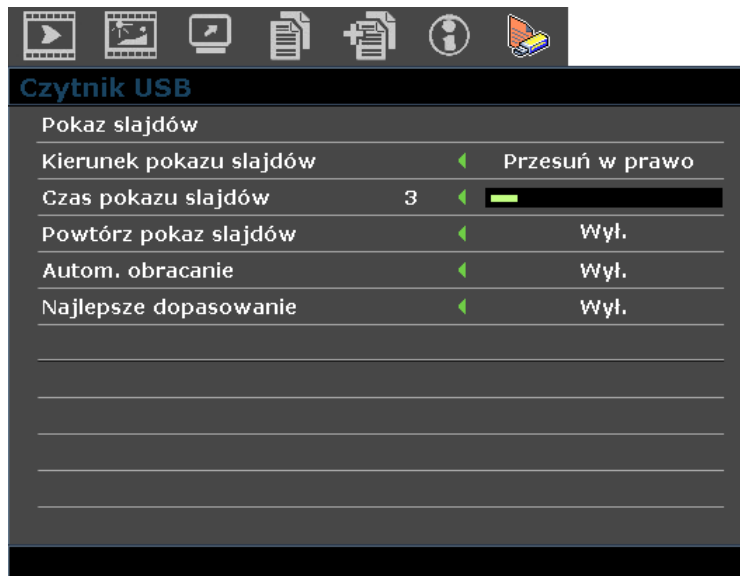 Czytnik USB
Pokaz slajdów
Kierunek pokazu slajdów Przesuń w prawo
Czas pokazu slajdów 3
Powtórz pokaz slajdów Wył.
Autom. obracanie Wył.
Najlepsze dopasowanie Wył.